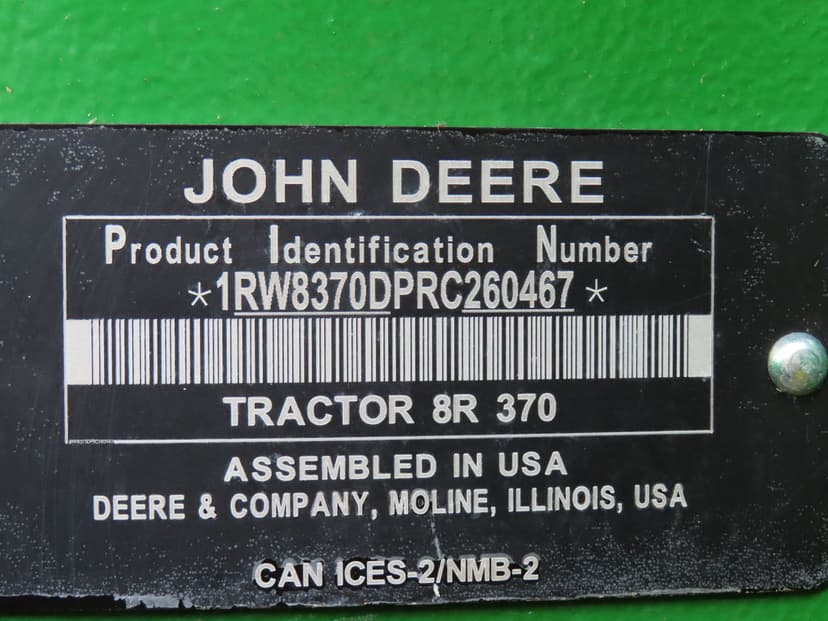 JOHN DEERE
Product Identification Number
*1RW8370DPRC260467*
TRACTOR 8R 370
ASSEMBLED IN USA
DEERE & COMPANY, MOLINE, ILLINOIS, USA
CAN ICES-2/NMB-2